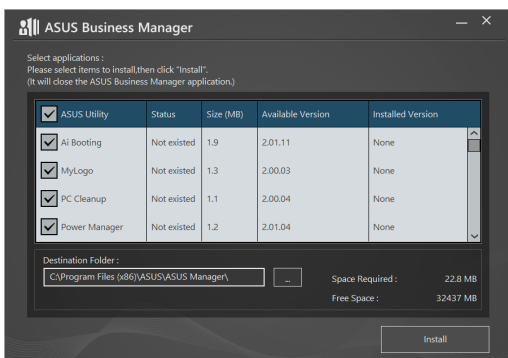 ASUS Business Manager
Select applications :
Please select items to install,then click "Install".
(It will close the ASUS Business Manager application.)
ASUS Utility Status Size (MB) Available Version Installed Version
Ai Booting Not existed 1.9 2.01.11 None
MyLogo Not existed 1.3 2.00.03 None
PC Cleanup Not existed 1.1 2.00.04 None
Power Manager Not existed 1.2 2.01.04 None
Destination Folder :
C:\Program Files (x86)\ASUS\ASUS Manager\ ...
Space Required : 22.8 MB
Free Space : 32437 MB
Install